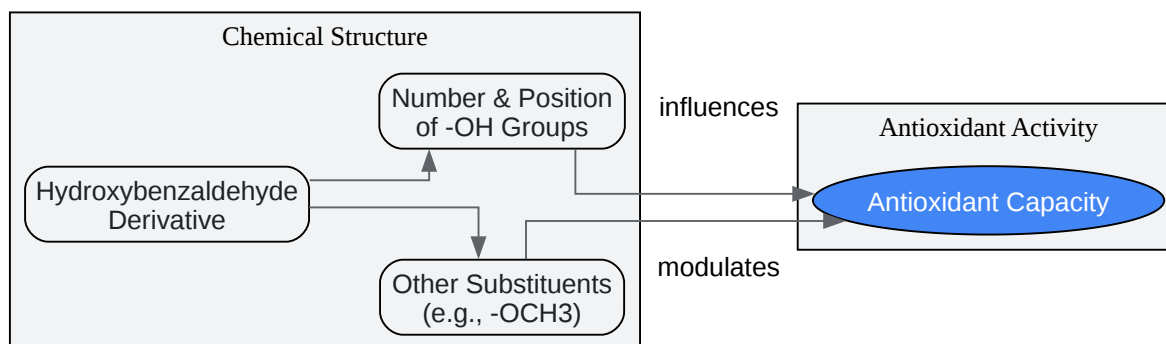 Chemical Structure
Number & Position
of -OH Groups
Hydroxybenzaldehyde
Derivative
Other Substituents
(e.g., -OCH3)
influences
modulates
Antioxidant Activity
Antioxidant Capacity